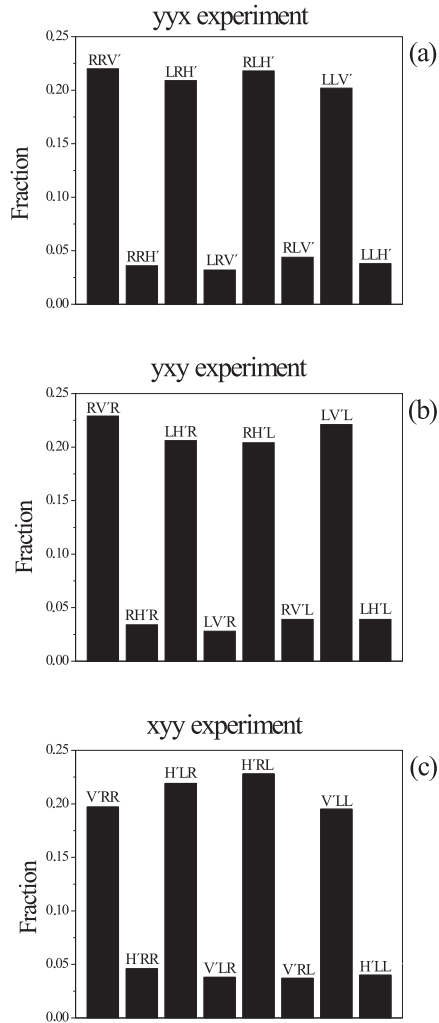 yyx experiment
(a)
0.25
0.20
0.15
0.10
0.05
0.00
Fraction
RRV´
RRH´
LRH´
LRV´
RLH´
RLV´
LLV´
LLH´
yxy experiment
(b)
0.25
0.20
0.15
0.10
0.05
0.00
Fraction
RV´R
RH´R
LH´R
LV´R
RH´L
RV´L
LV´L
LH´L
xyy experiment
(c)
0.25
0.20
0.15
0.10
0.05
0.00
Fraction
V´RR
H´RR
H´LR
V´LR
H´RL
V´RL
V´LL
H´LL